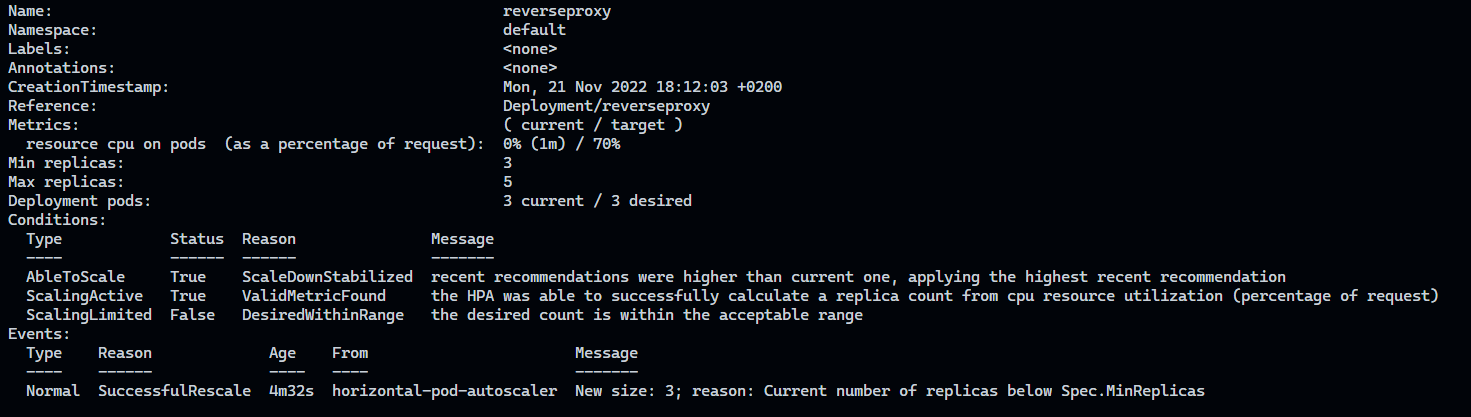 Name: reverseproxy
Namespace: default
Labels: <none>
Annotations: <none>
CreationTimestamp: Mon, 21 Nov 2022 18:12:03 +0200
Reference: Deployment/reverseproxy
Metrics: ( current / target )
resource cpu on pods (as a percentage of request): 0% (1m) / 70%
Min replicas: 3
Max replicas: 5
Deployment pods: 3 current / 3 desired
Conditions:
Type Status Reason Message
---- ------ ------ -------
AbleToScale True ScaleDownStabilized recent recommendations were higher than current one, applying the highest recent recommendation
ScalingActive True ValidMetricFound the HPA was able to successfully calculate a replica count from cpu resource utilization (percentage of request)
ScalingLimited False DesiredWithinRange the desired count is within the acceptable range
Events:
Type Reason Age From Message
---- ------ ---- ---- -------
Normal SuccessfulRescale 4m32s horizontal-pod-autoscaler New size: 3; reason: Current number of replicas below Spec.MinReplicas